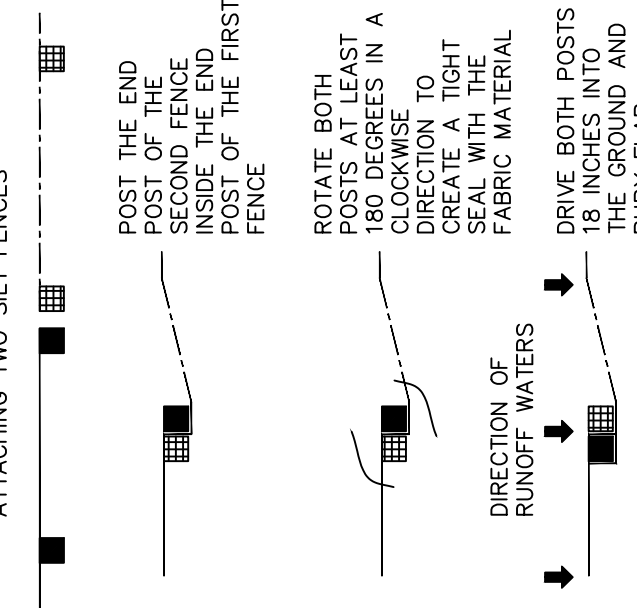 ATTACHING TWO SILT FENCES
POST THE END
POST OF THE
SECOND FENCE
INSIDE THE END
POST OF THE FIRST
FENCE
ROTATE BOTH
POSTS AT LEAST
180 DEGREES IN A
CLOCKWISE
DIRECTION TO
CREATE A TIGHT
SEAL WITH THE
FABRIC MATERIAL
DIRECTION OF
RUNOFF WATERS
DRIVE BOTH POSTS
18 INCHES INTO
THE GROUND AND
BURY FLAP